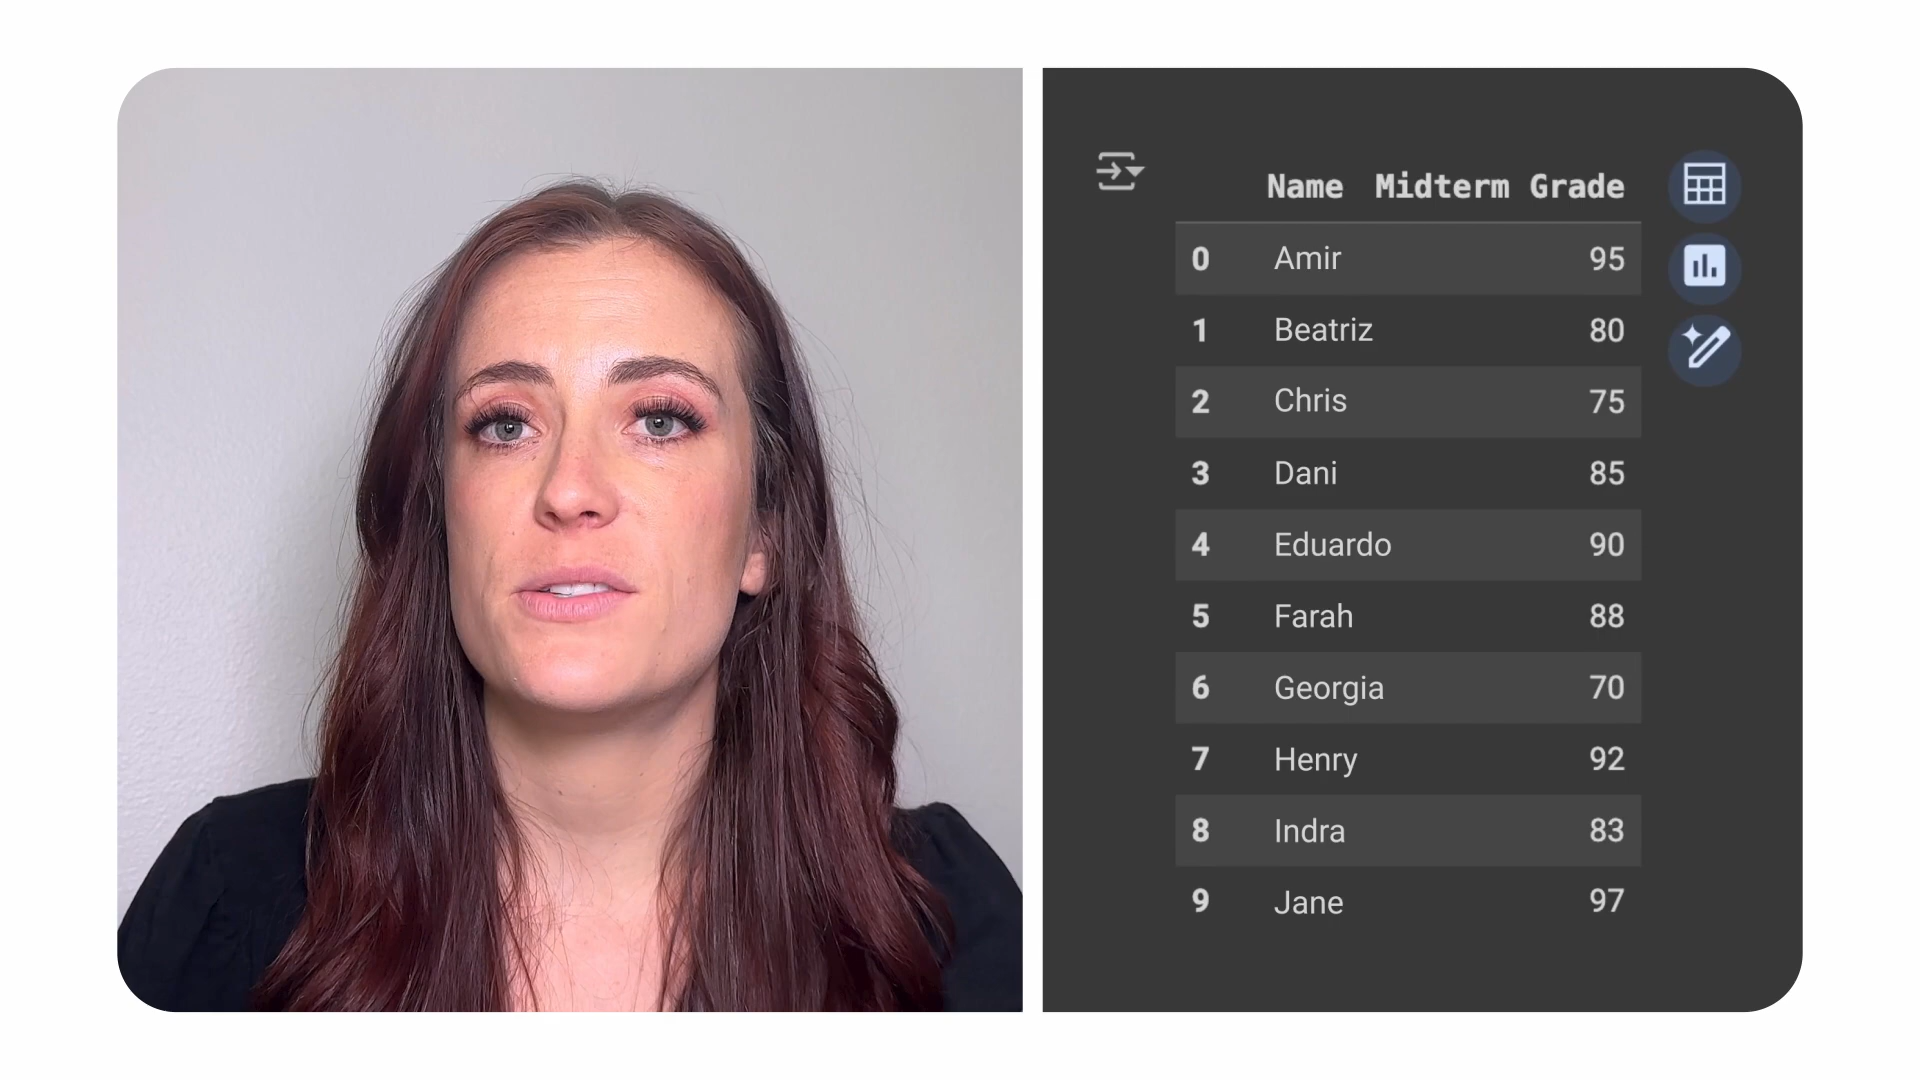 Name Midterm Grade
0 Amir 95
1 Beatriz 80
2 Chris 75
3 Dani 85
4 Eduardo 90
5 Farah 88
6 Georgia 70
7 Henry 92
8 Indra 83
9 Jane 97